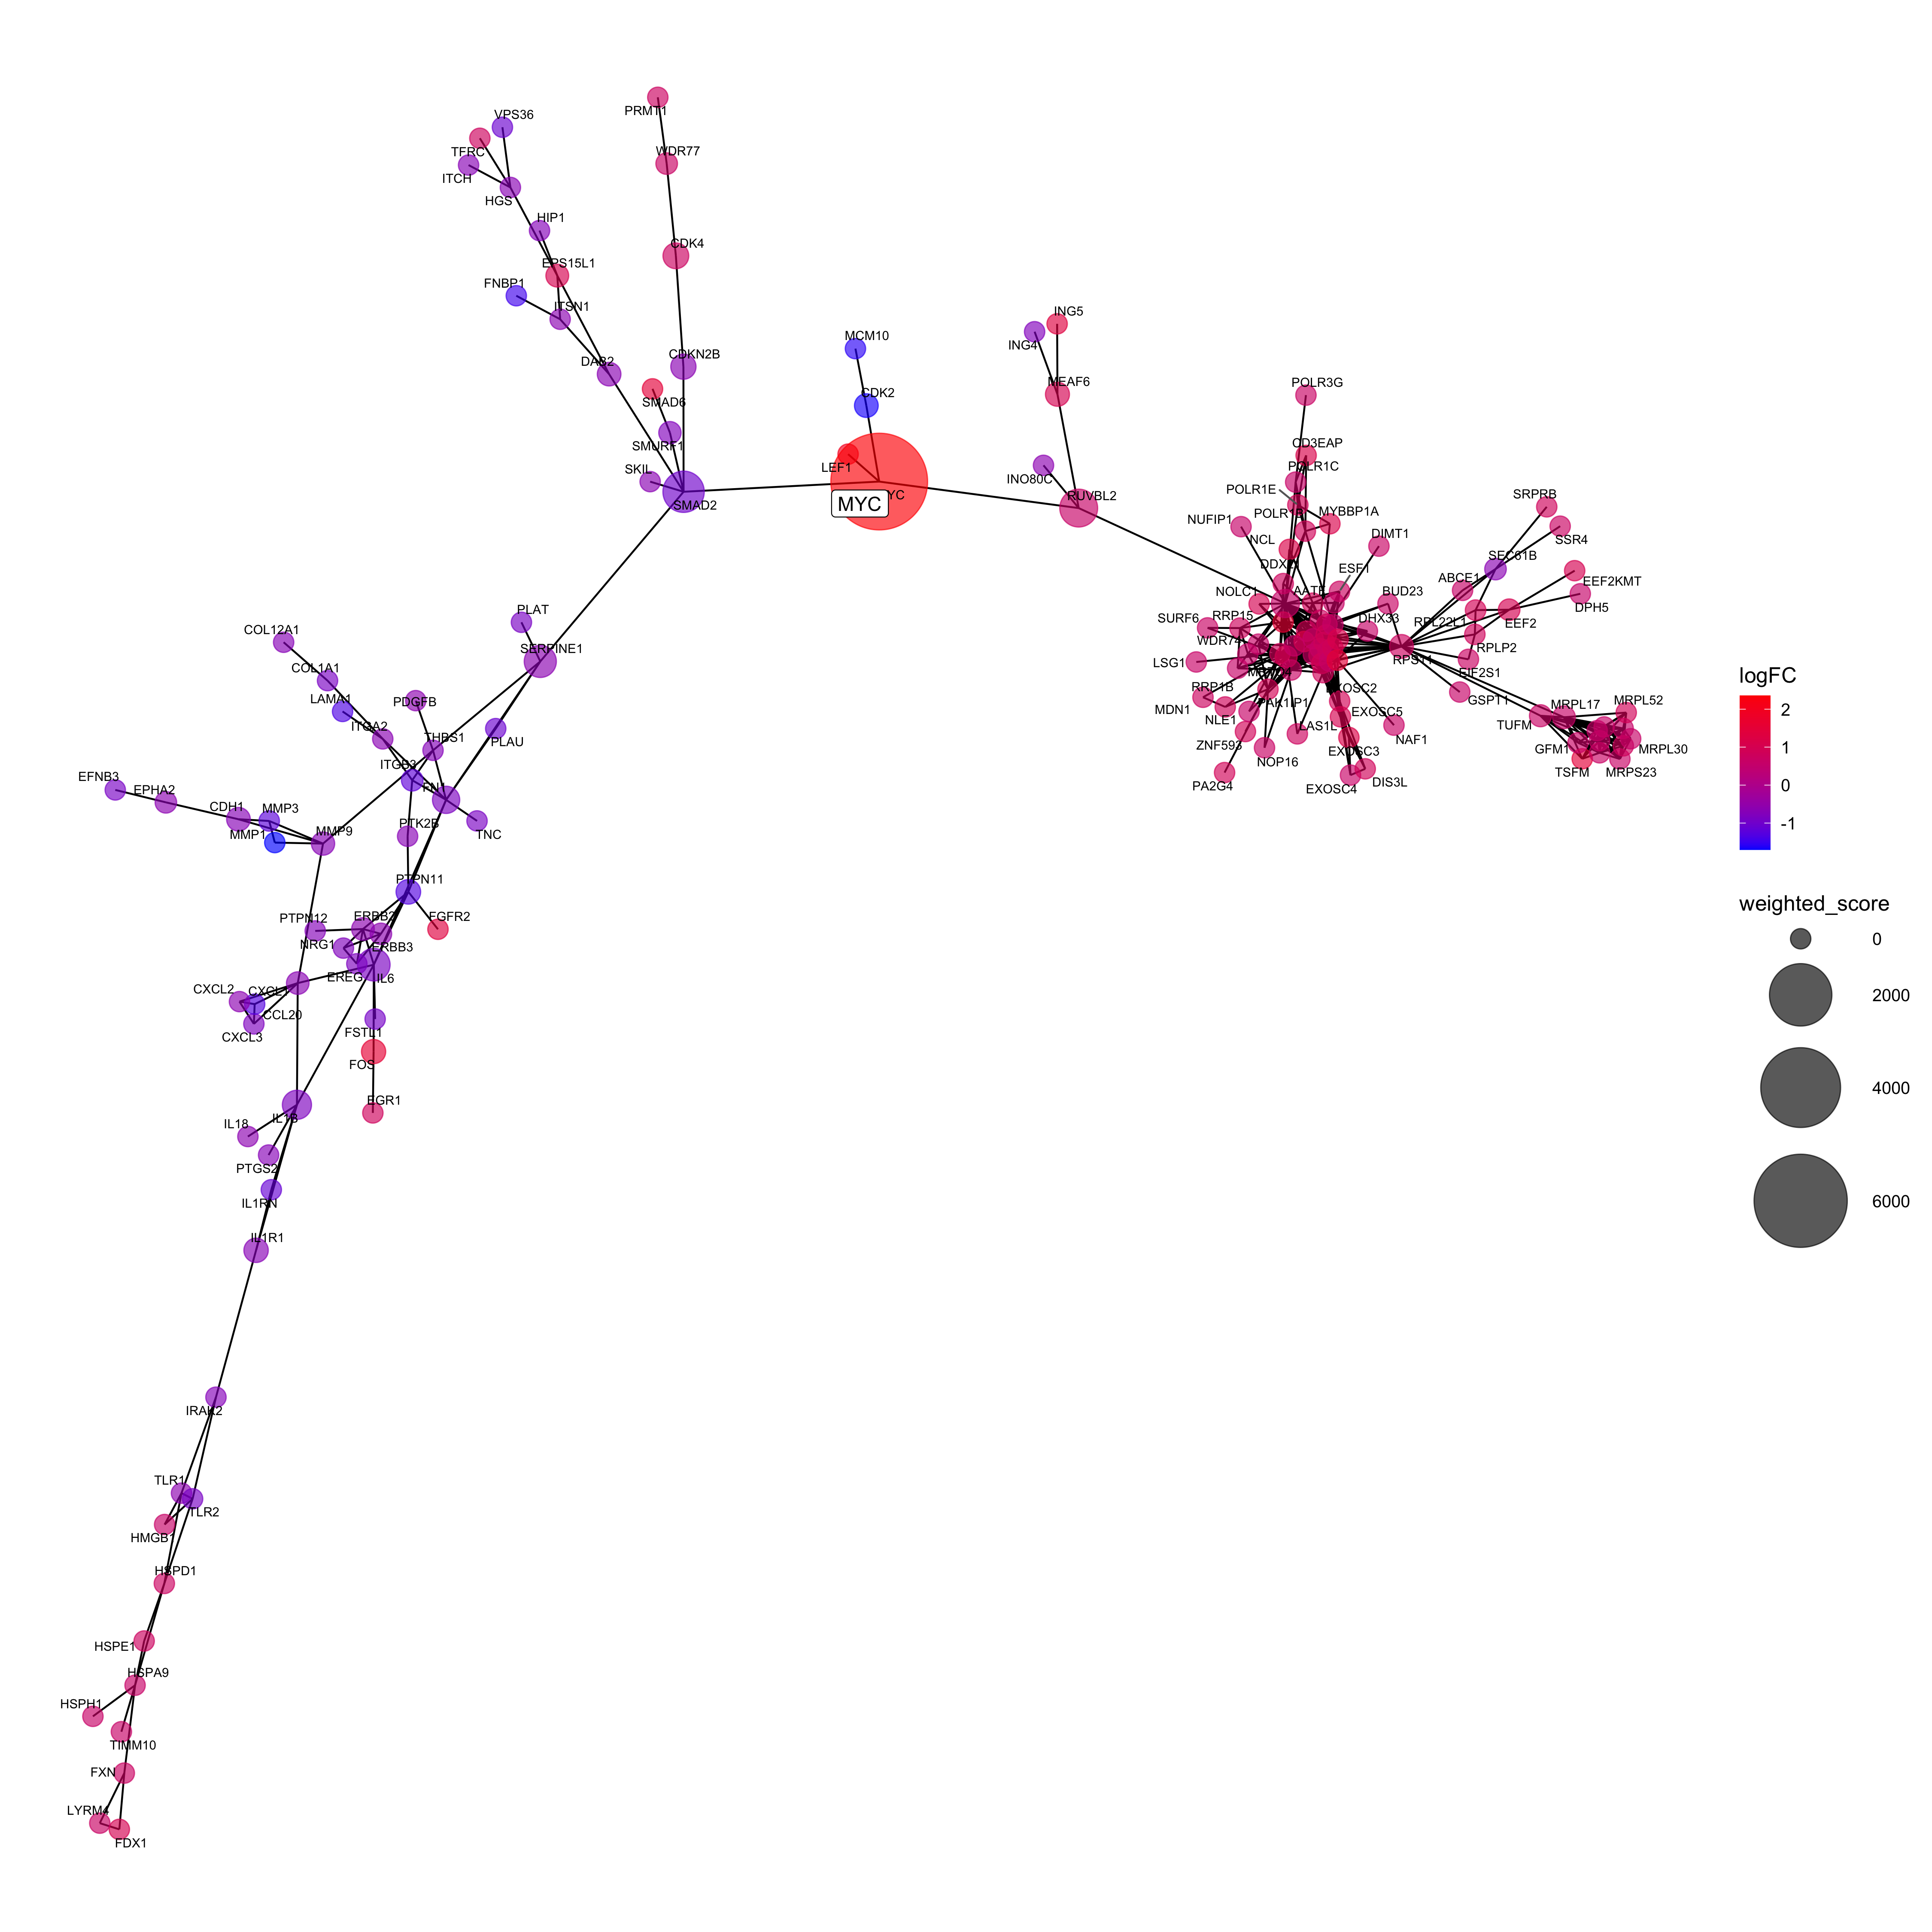 PRMT1
VPS36
TFRC
WDR77
ITCH
HGS
HIP1
CDK4
EPS15L1
FNBP1
ITSN1
ING5
MCM10
ING4
CDKN2B
DAB2
MEAF6
POLR3G
CDK2
SMAD6
CD3EAP
SMURF1
POLR1C
SKIL
LEF1
INO80C
POLR1E
SRPRB
RUVBL2
MYC
SMAD2
POLR1B
MYBBP1A
NUFIP1
DIMT1
NCL
SSR4
SEC61B
DDX21
ESF1
ABCE1
EEF2KMT
AATF
NOLC1
BUD23
DPH5
PLAT
SURF6
RRP15
DHX33
RPL22L1
EEF2
COL12A1
WDR74
SERPINE1
RPLP2
LSG1
RPS11
COL1A1
EIF2S1
logFC
LAMA1
PDGFB
RRP1B
EXOSC2
GSPT1
MRPL17
MRPL52
MDN1
PAK1IP1
2
ITGA2
NLE1
EXOSC5
TUFM
THBS1
PLAU
LAS1L
NAF1
ZNF593
GFM1
MRPL30
1
ITGB3
NOP16
EXOSC3
TSFM
MRPS23
EFNB3
EPHA2
FN1
PA2G4
EXOSC4
DIS3L
0
CDH1
MMP3
PTK2B
-1
MMP1
MMP9
TNC
PTPN11
weighted_score
PTPN12
ERBB2
FGFR2
0
NRG1
ERBB3
EREG
IL6
CXCL2
CCL20
2000
CXCL3
FSTL1
FOS
4000
EGR1
IL18
IL1B
PTGS2
6000
IL1RN
IL1R1
IRAK2
TLR1
TLR2
HMGB1
HSPD1
HSPE1
HSPA9
HSPH1
TIMM10
FXN
LYRM4
FDX1